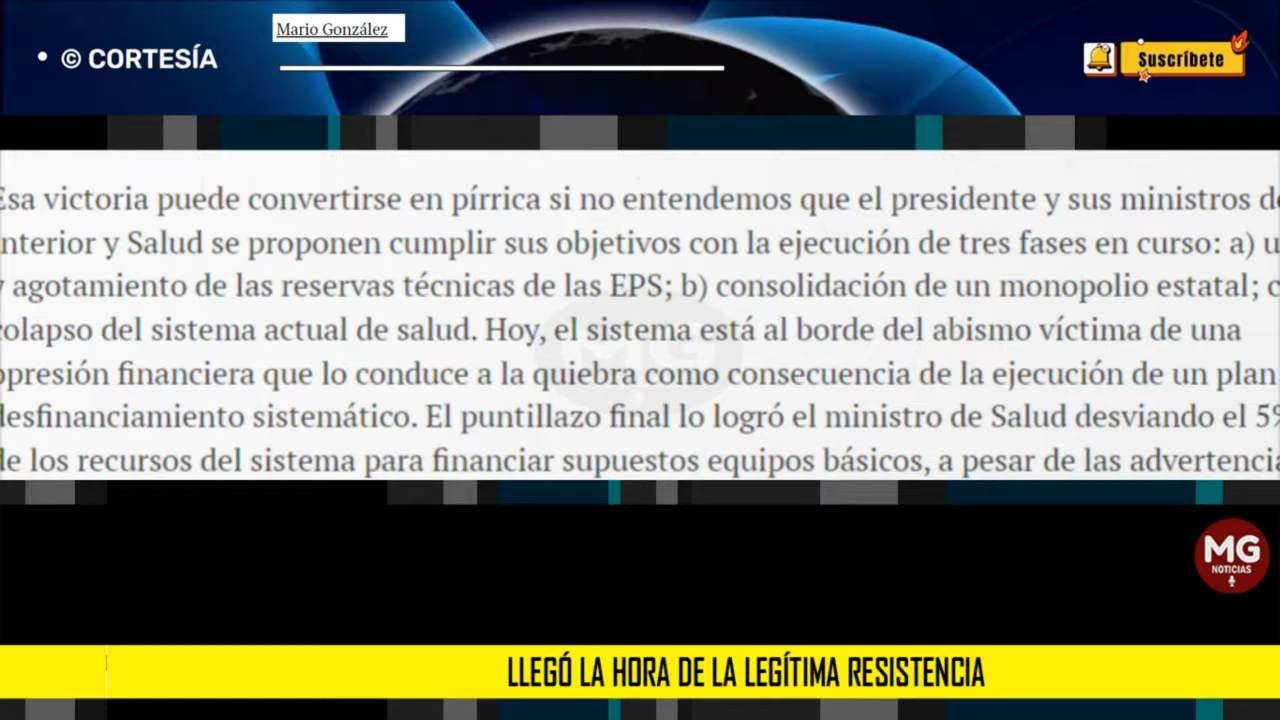 Mario González
• © CORTESÍA
Suscríbete
Esa victoria puede convertirse en pírrica si no entendemos que el presidente y sus ministros de
nterior y Salud se proponen cumplir sus objetivos con la ejecución de tres fases en curso: a) u
y agotamiento de las reservas técnicas de las EPS; b) consolidación de un monopolio estatal; c
colapso del sistema actual de salud. Hoy, el sistema está al borde del abismo víctima de una
opresión financiera que lo conduce a la quiebra como consecuencia de la ejecución de un plan
desfinanciamiento sistemático. El puntillazo final lo logró el ministro de Salud desviando el 5%
de los recursos del sistema para financiar supuestos equipos básicos, a pesar de las advertencia
MG
MG
NOTICIAS
LLEGÓ LA HORA DE LA LEGÍTIMA RESISTENCIA